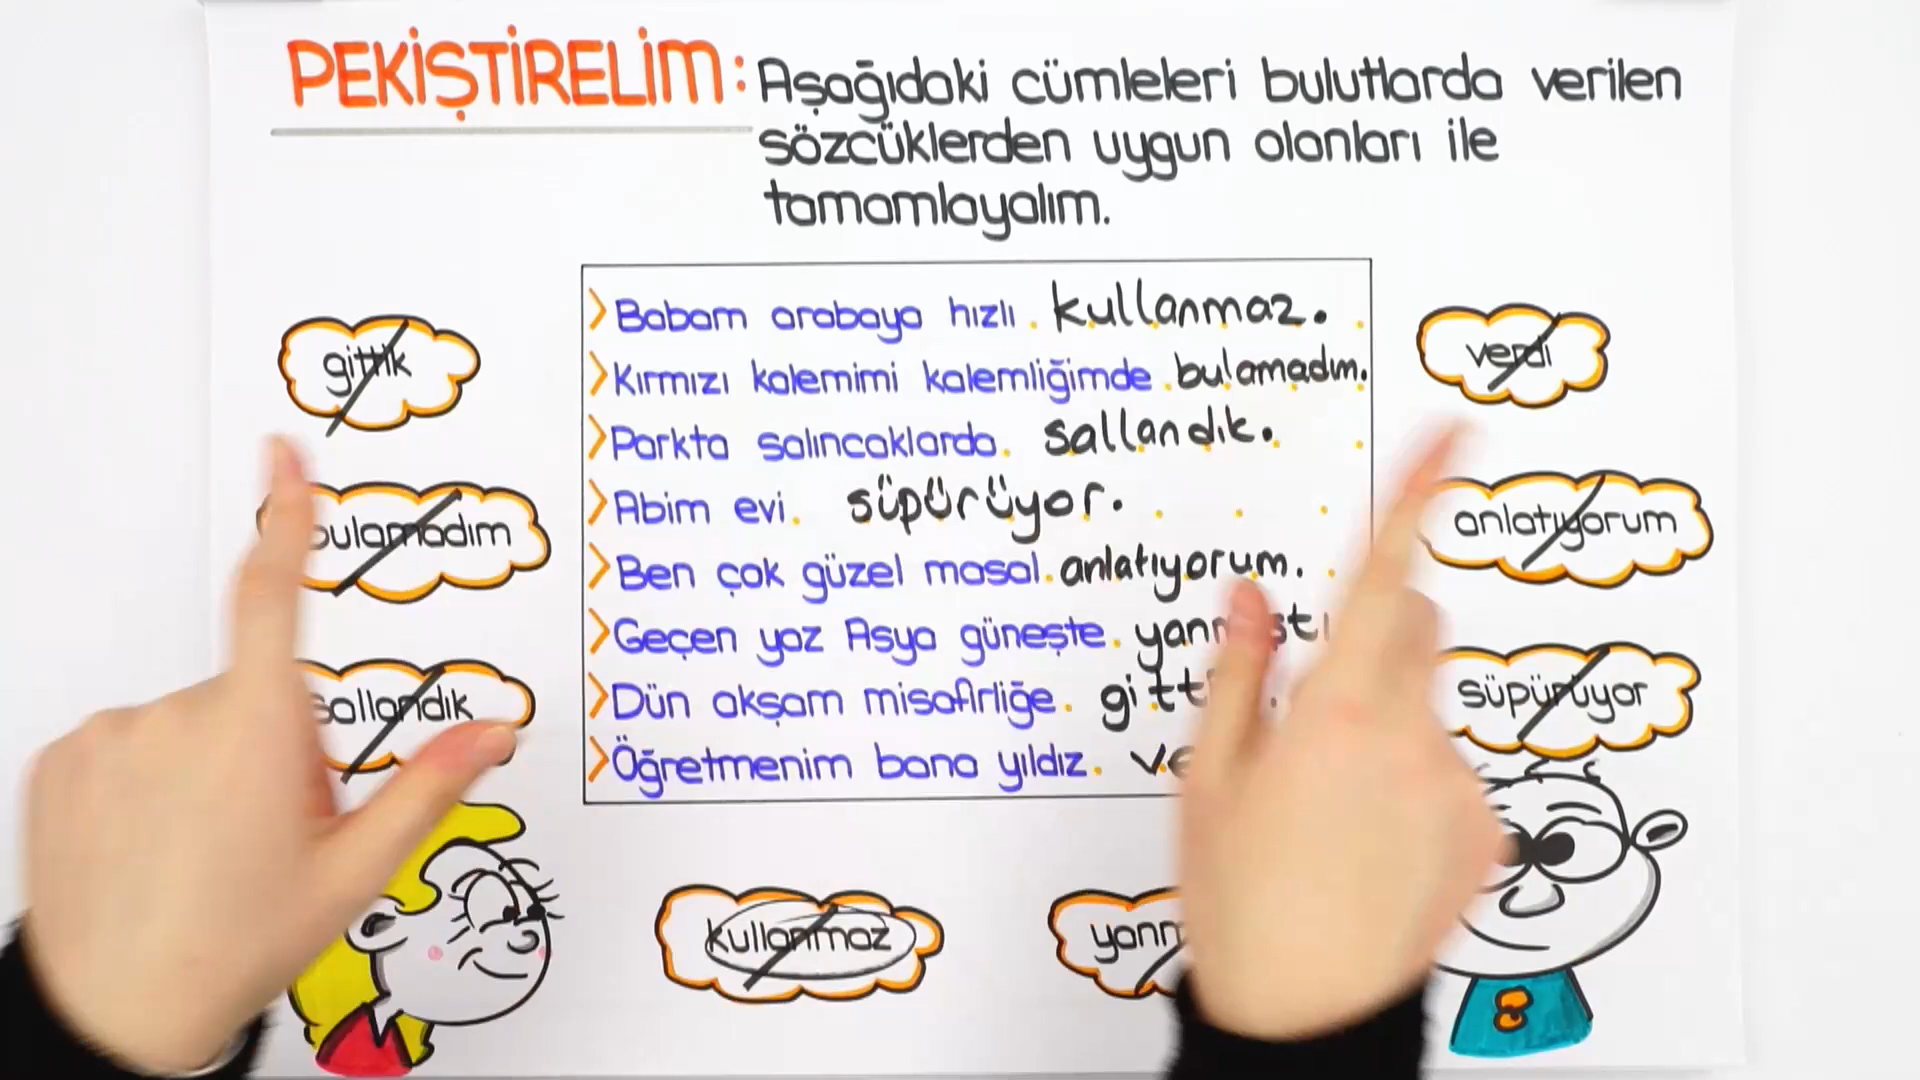 PEKİŞTİRELİM: Aşağıdaki cümleleri bulutlarda verilen
sözcüklerden uygun olanları ile
tamamlayalım.
Babam arabaya hızlı kullanmaz.
Kırmızı kalemimi kalemliğimde bulamadım.
Parkta salıncaklarda sallandık.
Abim evi süpürüyor.
Ben çok güzel masal anlatıyorum.
Geçen yaz Asya güneşte
Dün akşam misafirliğe
Öğretmenim bana yıldız
gittik
bulamadım
sallandık
verdi
anlatıyorum
süpürüyor
kullanmaz